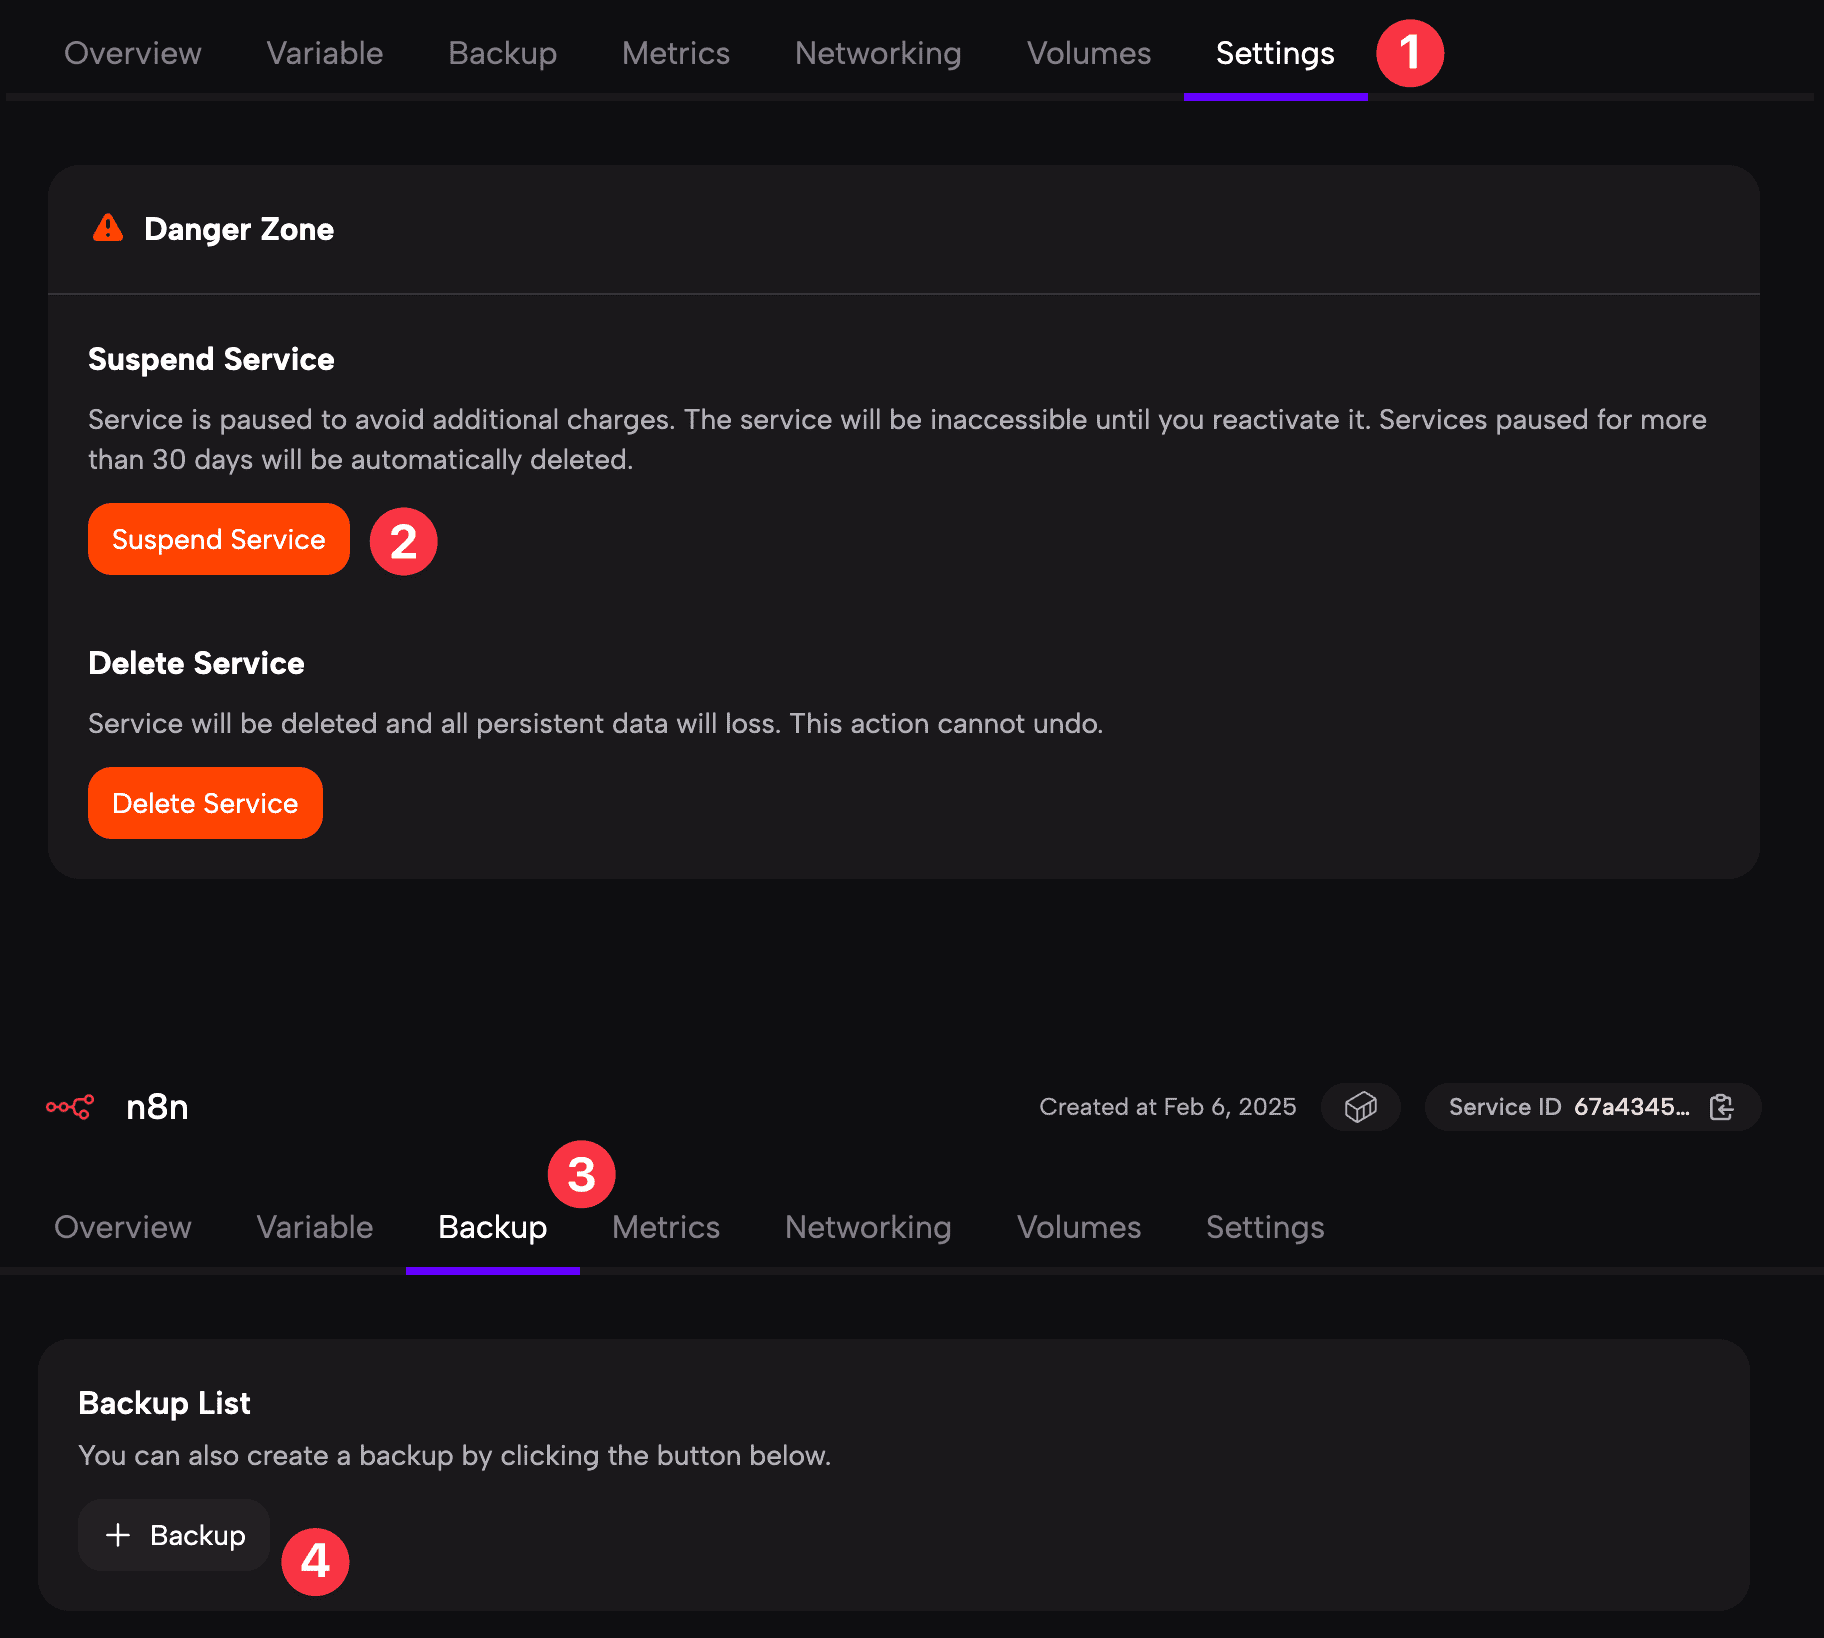 Overview Variable Backup Metrics Networking Volumes Settings 1
Danger Zone
Suspend Service
Service is paused to avoid additional charges. The service will be inaccessible until you reactivate it. Services paused for more
than 30 days will be automatically deleted.
Suspend Service 2
Delete Service
Service will be deleted and all persistent data will loss. This action cannot undo.
Delete Service
n8n Created at Feb 6, 2025 Service ID 67a4345...
3
Overview Variable Backup Metrics Networking Volumes Settings
Backup List
You can also create a backup by clicking the button below.
+ Backup 4